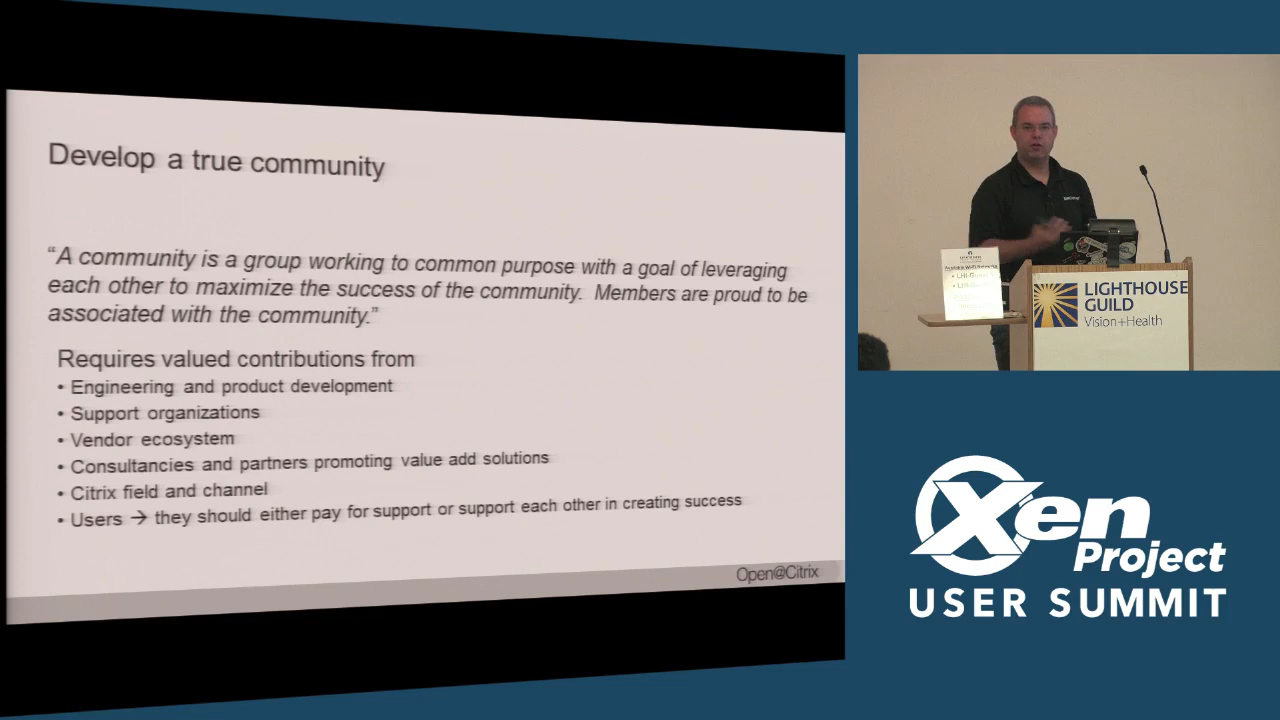 Develop a true community
“A community is a group working to common purpose with a goal of leveraging
each other to maximize the success of the community. Members are proud to be
associated with the community.”
Requires valued contributions from
• Engineering and product development
• Support organizations
• Vendor ecosystem
• Consultancies and partners promoting value add solutions
• Citrix field and channel
• Users → they should either pay for support or support each other in creating success
Open@Citrix
LIGHTHOUSE
GUILD
Vision+Health
Xen
Project
USER SUMMIT